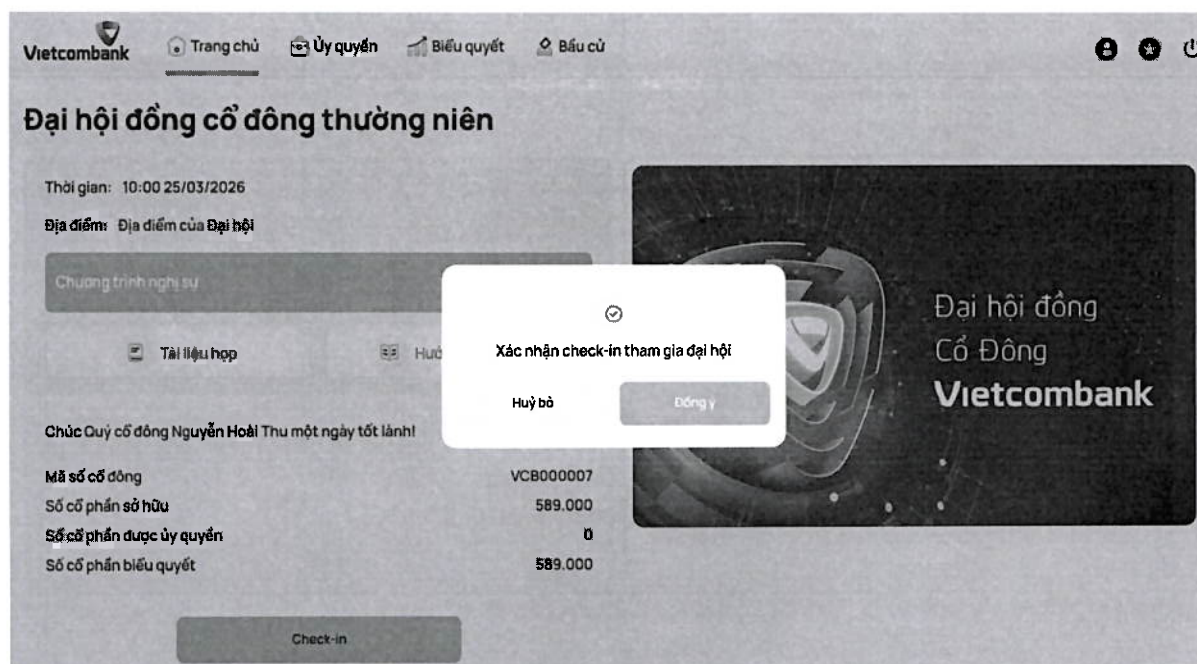 Vietcombank
Trang chủ
Ủy quyền
Biểu quyết
Bầu cử
Đại hội đồng cổ đông thường niên
Thời gian: 10:00 25/03/2026
Địa điểm: Địa điểm của Đại hội
Chương trình nghị sự
Tài liệu họp
Hướ
Xác nhận check-in tham gia đại hội
Huỷ bỏ
Đồng ý
Đại hội đồng
Cổ Đông
Vietcombank
Chúc Quý cổ đông Nguyễn Hoài Thu một ngày tốt lành!
Mã số cổ đông VCB000007
Số cổ phần sở hữu 589.000
Số cổ phần được ủy quyền 0
Số cổ phần biểu quyết 589.000
Check-in